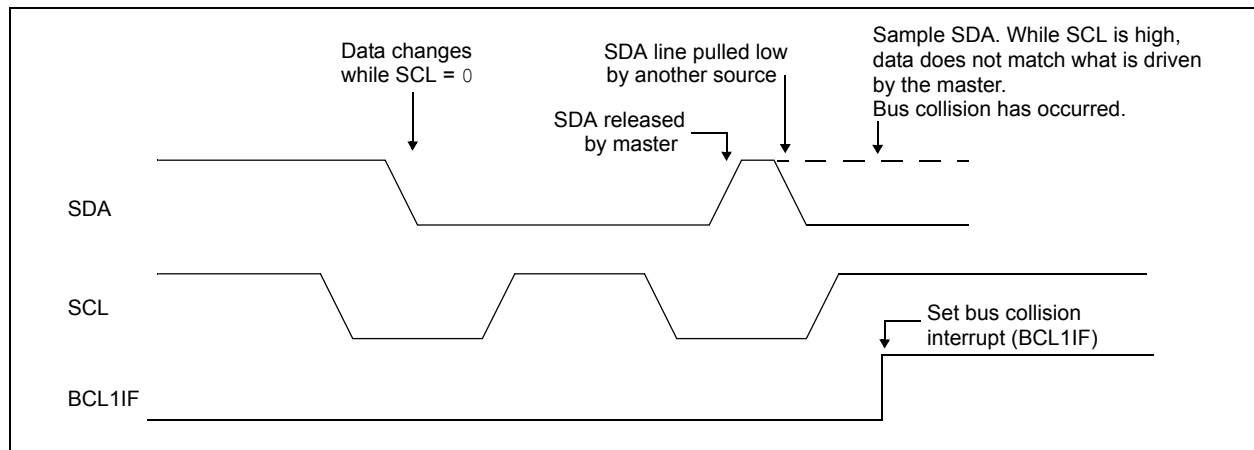 Data changes
while SCL = 0
SDA line pulled low
by another source
Sample SDA. While SCL is high,
data does not match what is driven
by the master.
Bus collision has occurred.
SDA released
by master
SDA
SCL
Set bus collision
interrupt (BCL1IF)
BCL1IF